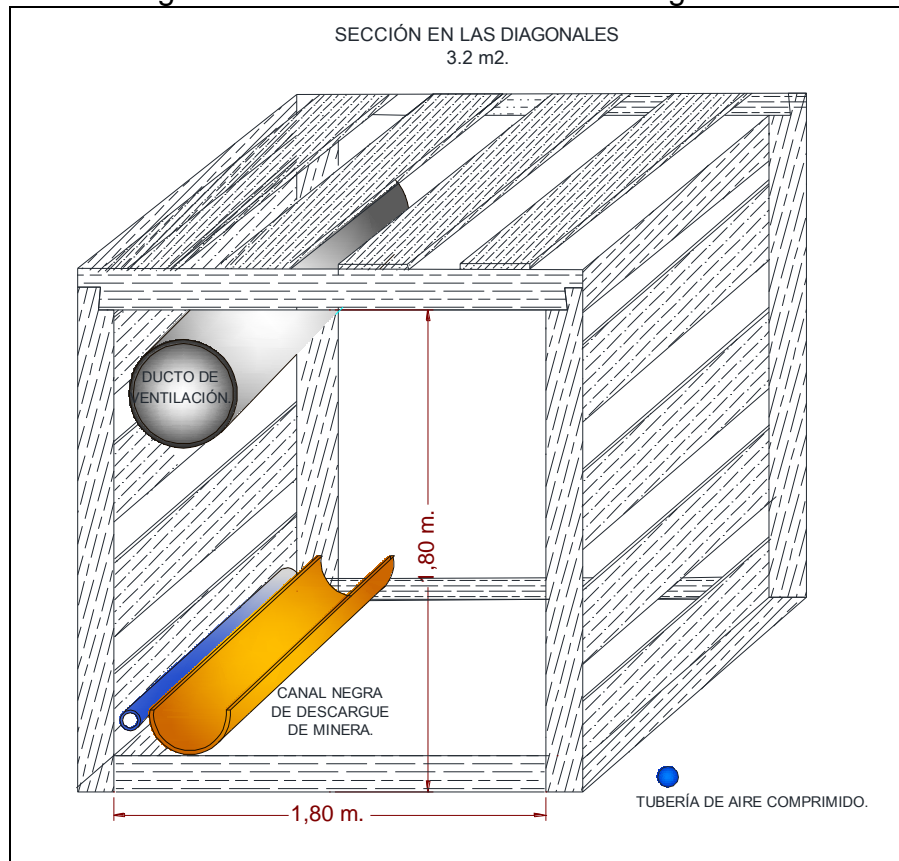 SECCIÓN EN LAS DIAGONALES
3.2 m2.
DUCTO DE
VENTILACIÓN.
1,80 m.
CANAL NEGRA
DE DESCARGUE
DE MINERA.
1,80 m.
TUBERÍA DE AIRE COMPRIMIDO.